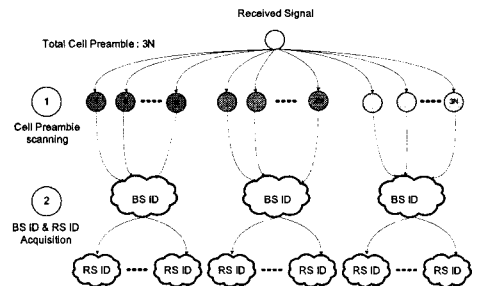 Received Signal
Total Cell Preamble : 3N
1
3N
Cell Preamble
scanning
2
BS ID BS ID BS ID
BS ID & RS ID
Acquisition
RS ID RS ID RS ID RS ID RS ID RS ID